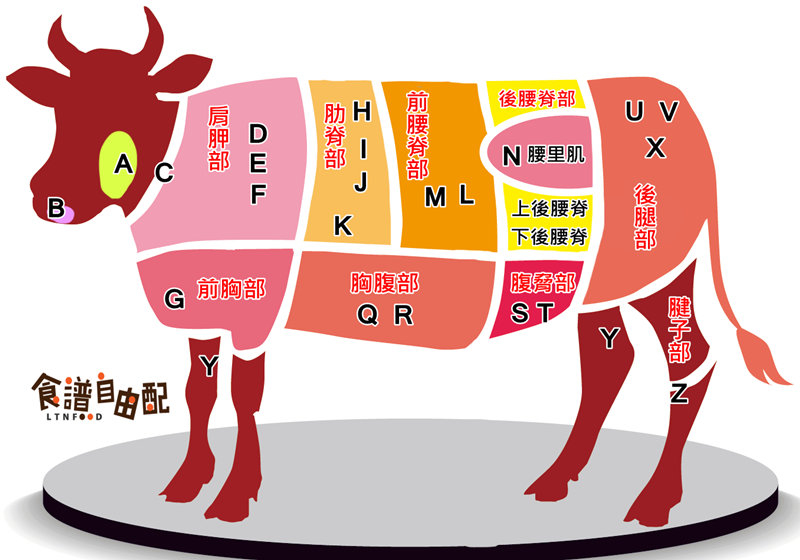 A
B
C
肩胛部
D
E
F
肋脊部
H
I
J
K
前腰脊部
M L
後腰脊部
N 腰里肌
上後腰脊
下後腰脊
U V
X
後腿部
G 前胸部
胸腹部
Q R
腹脅部
S T
Y
Y
腱子部
Z
食譜自由配
LTNFOOD